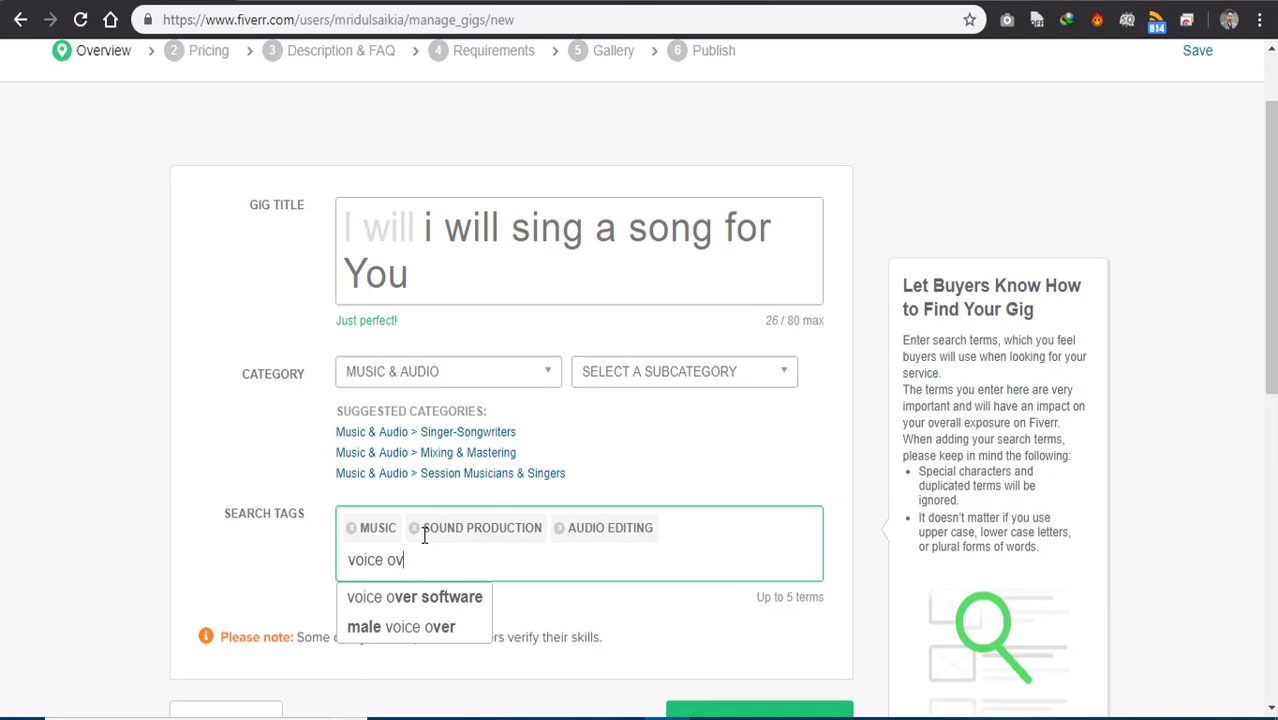 https://www.fiverr.com/users/mridulsaikia/manage_gigs/new
814
Overview 2 Pricing 3 Description & FAQ 4 Requirements 5 Gallery 6 Publish Save
GIG TITLE
I will i will sing a song for
You
Just perfect! 26 / 80 max
CATEGORY MUSIC & AUDIO SELECT A SUBCATEGORY
SUGGESTED CATEGORIES:
Music & Audio > Singer-Songwriters
Music & Audio > Mixing & Mastering
Music & Audio > Session Musicians & Singers
SEARCH TAGS
MUSIC SOUND PRODUCTION AUDIO EDITING
voice ov
voice over software
male voice over
Up to 5 terms
Please note: Some ers verify their skills.
Let Buyers Know How
to Find Your Gig
Enter search terms, which you feel
buyers will use when looking for your
service.
The terms you enter here are very
important and will have an impact on
your overall exposure on Fiverr.
When adding your search terms,
please keep in mind the following:
Special characters and
duplicated terms will be
ignored.
It doesn't matter if you use
upper case, lower case letters,
or plural forms of words.